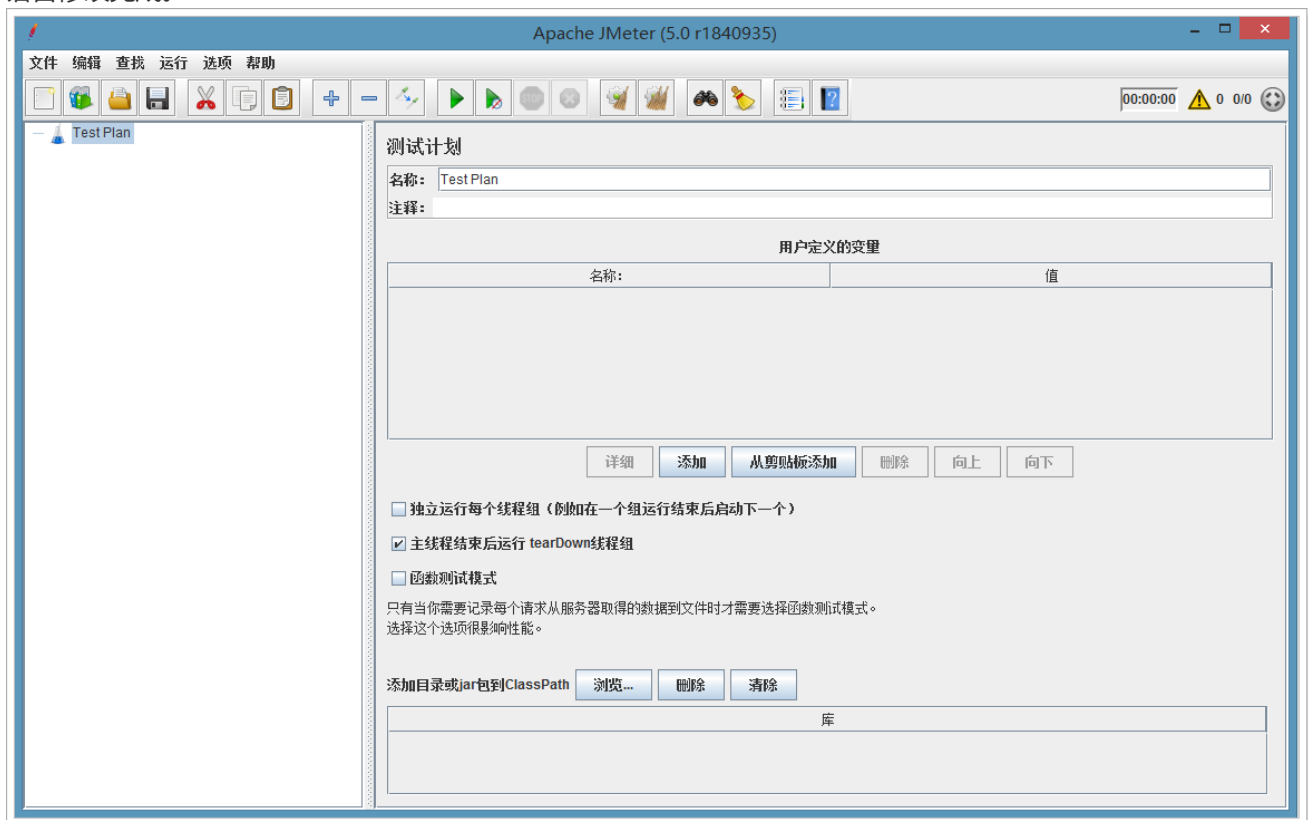 Apache JMeter (5.0 r1840935)
文件 编辑 查找 运行 选项 帮助
00:00:00 0 0/0
Test Plan
测试计划
名称： Test Plan
注释：
用户定义的变量
名称： 值
详细 添加 从剪贴板添加 删除 向上 向下
独立运行每个线程组（例如在一个组运行结束后启动下一个）
主线程结束后运行 tearDown线程组
函数测试模式
只有当你需要记录每个请求从服务器取得的数据到文件时才需要选择函数测试模式。
选择这个选项很影响性能。
添加目录或jar包到ClassPath 浏览... 删除 清除
库